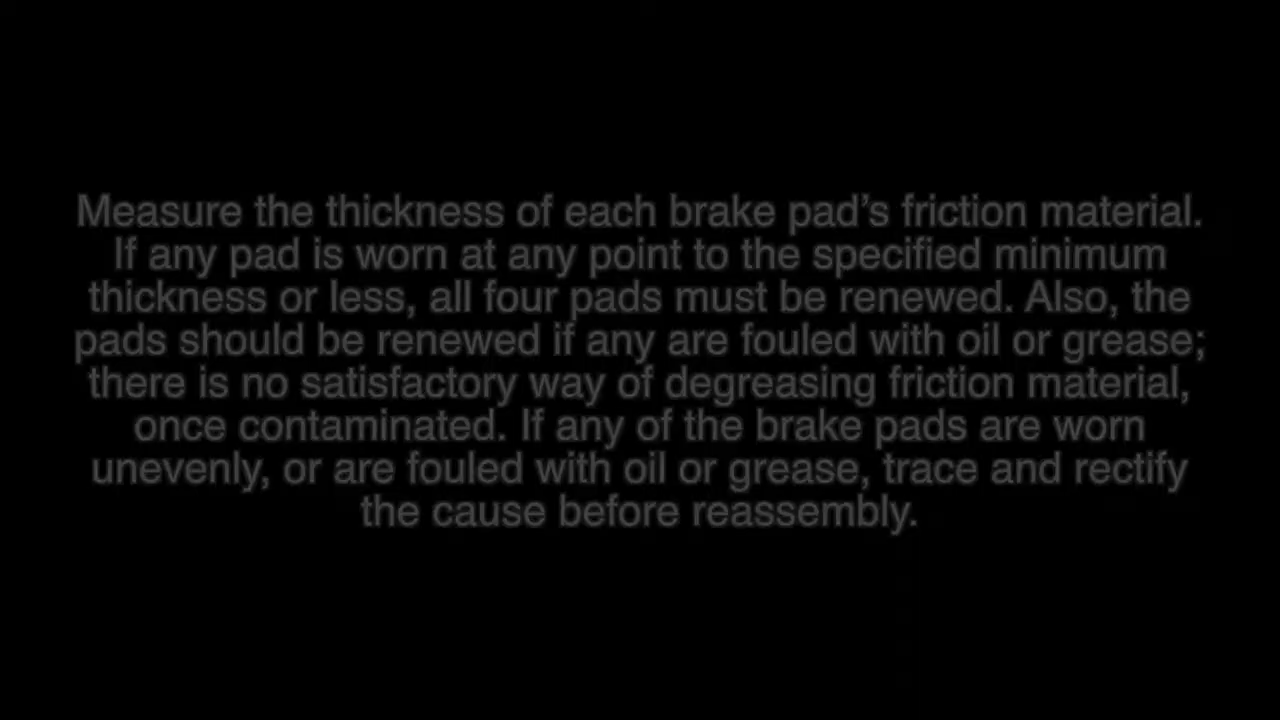 Measure the thickness of each brake pad’s friction material.
If any pad is worn at any point to the specified minimum
thickness or less, all four pads must be renewed. Also, the
pads should be renewed if any are fouled with oil or grease;
there is no satisfactory way of degreasing friction material,
once contaminated. If any of the brake pads are worn
unevenly, or are fouled with oil or grease, trace and rectify
the cause before reassembly.